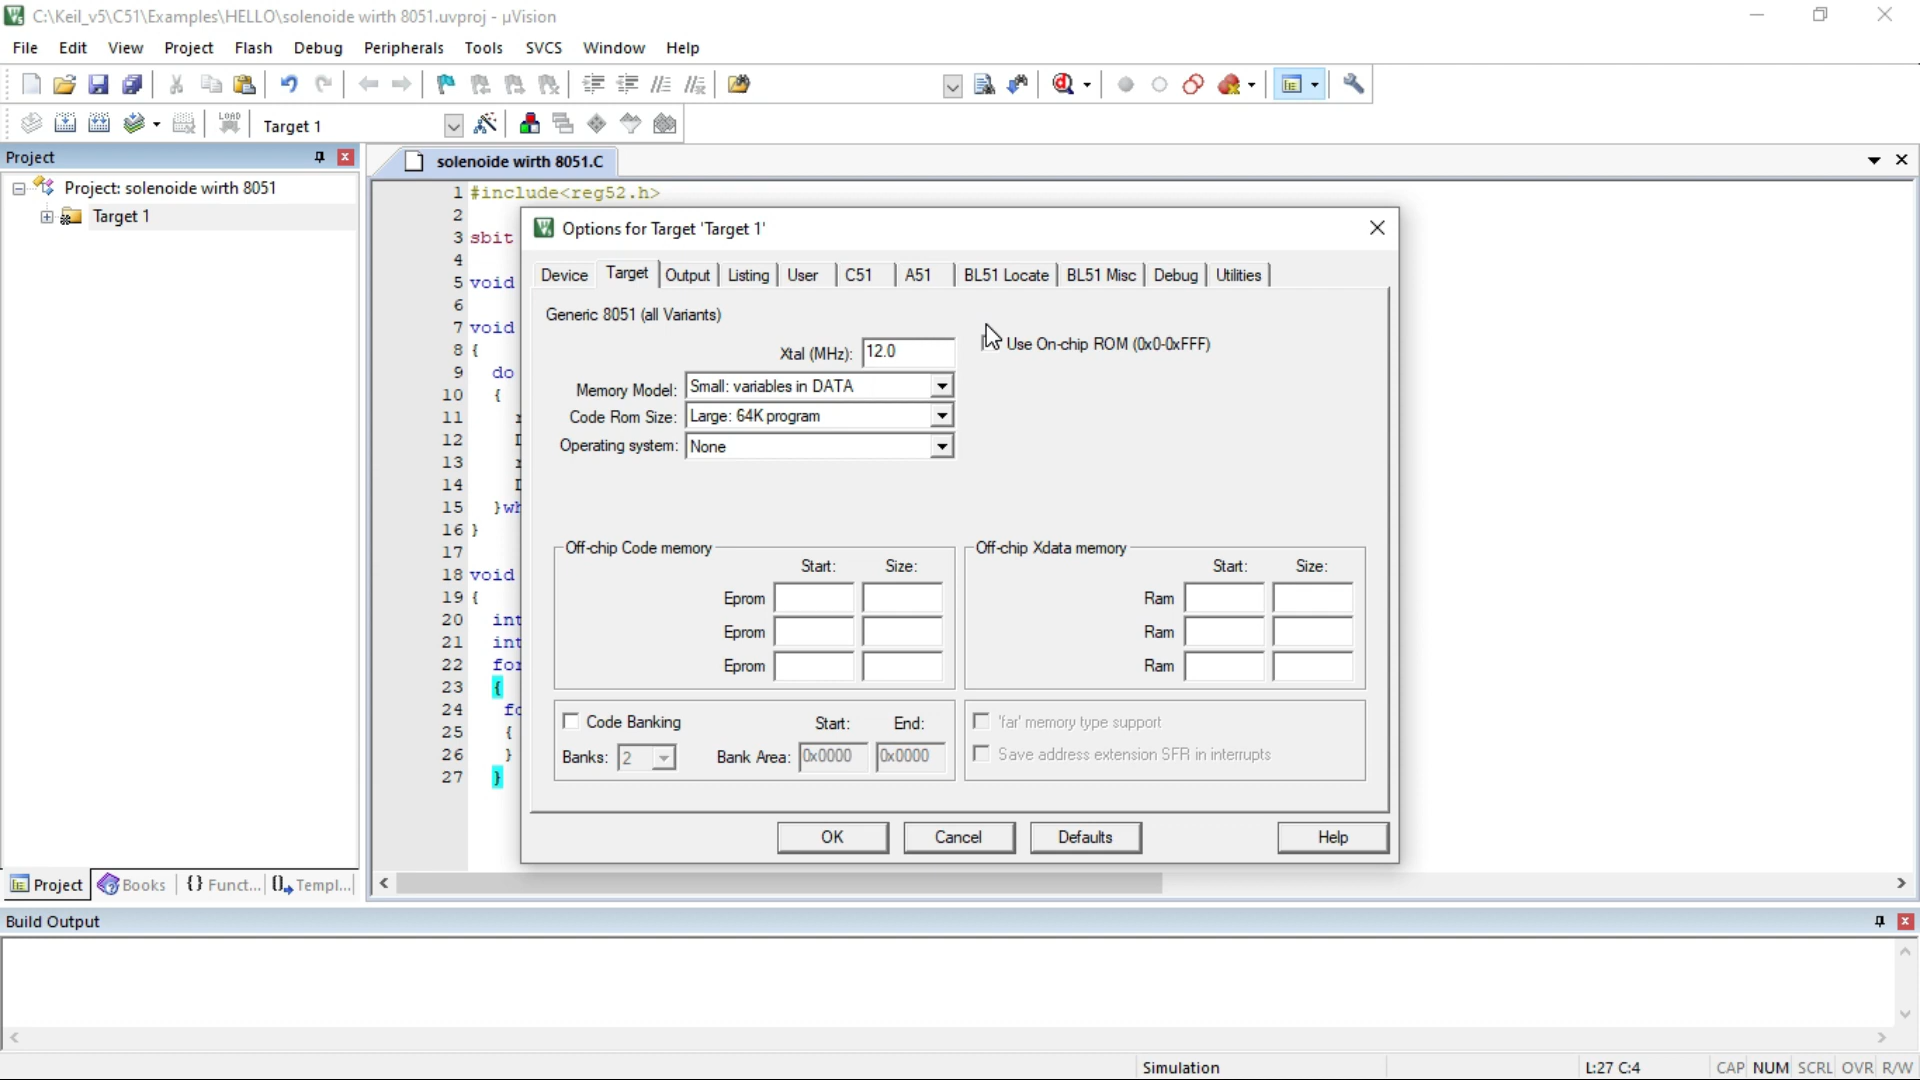 C:\Keil_v5\C51\Examples\HELLO\solenoide wirth 8051.uvproj - µVision
File Edit View Project Flash Debug Peripherals Tools SVCS Window Help
LOAD Target 1
Project
solenoide wirth 8051.C
Project: solenoide wirth 8051
Target 1
1 #include<reg52.h>
2
3 sbit
4
5 void
6
7 void
8 {
9 do
10 {
11
12
13
14
15 }wh
16 }
17
18 void
19 {
20 int
21 int
22 for
23 {
24 fo
25 {
26 }
27 }
Options for Target 'Target 1'
Device Target Output Listing User C51 A51 BL51 Locate BL51 Misc Debug Utilities
Generic 8051 (all Variants)
Xtal (MHz): 12.0
Use On-chip ROM (0x0-0xFFF)
Memory Model: Small: variables in DATA
Code Rom Size: Large: 64K program
Operating system: None
Off-chip Code memory
Start: Size:
Eprom
Eprom
Eprom
Off-chip Xdata memory
Start: Size:
Ram
Ram
Ram
Code Banking Start: End:
Banks: 2 Bank Area: 0x0000 0x0000
'far' memory type support
Save address extension SFR in interrupts
OK Cancel Defaults Help
Project Books {} Funct... Templ...
Build Output
Simulation L:27 C:4 CAP NUM SCRL OVR R/W